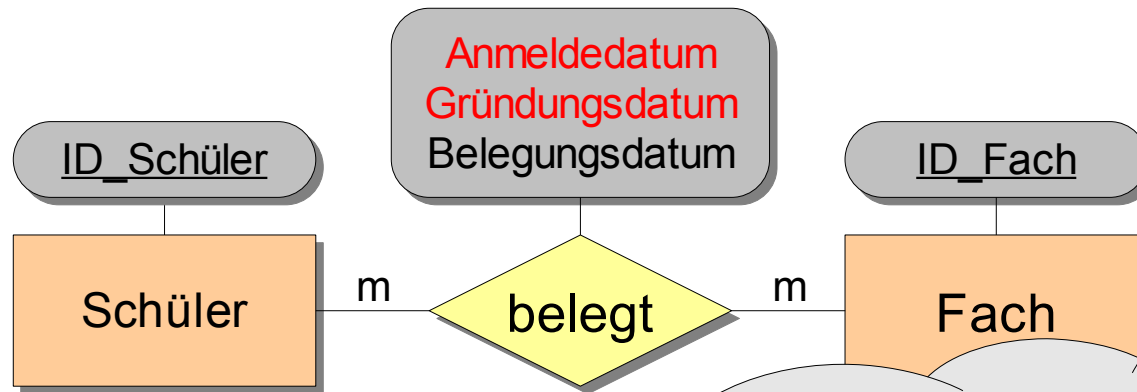 Anmeldedatum
Gründungsdatum
Belegungsdatum
ID_Schüler
ID_Fach
Schüler
m
belegt
m
Fach